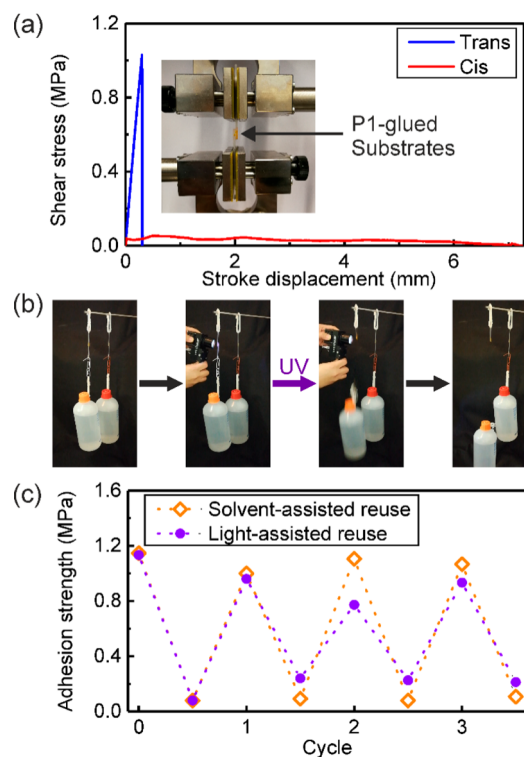 (a)
Shear stress (MPa)
1.2
0.8
0.4
0.0
Trans
Cis
P1-glued
Substrates
0 2 4 6
Stroke displacement (mm)
(b)
UV
(c)
Adhesion strength (MPa)
1.6
1.2
0.8
0.4
0.0
Solvent-assisted reuse
Light-assisted reuse
0 1 2 3
Cycle